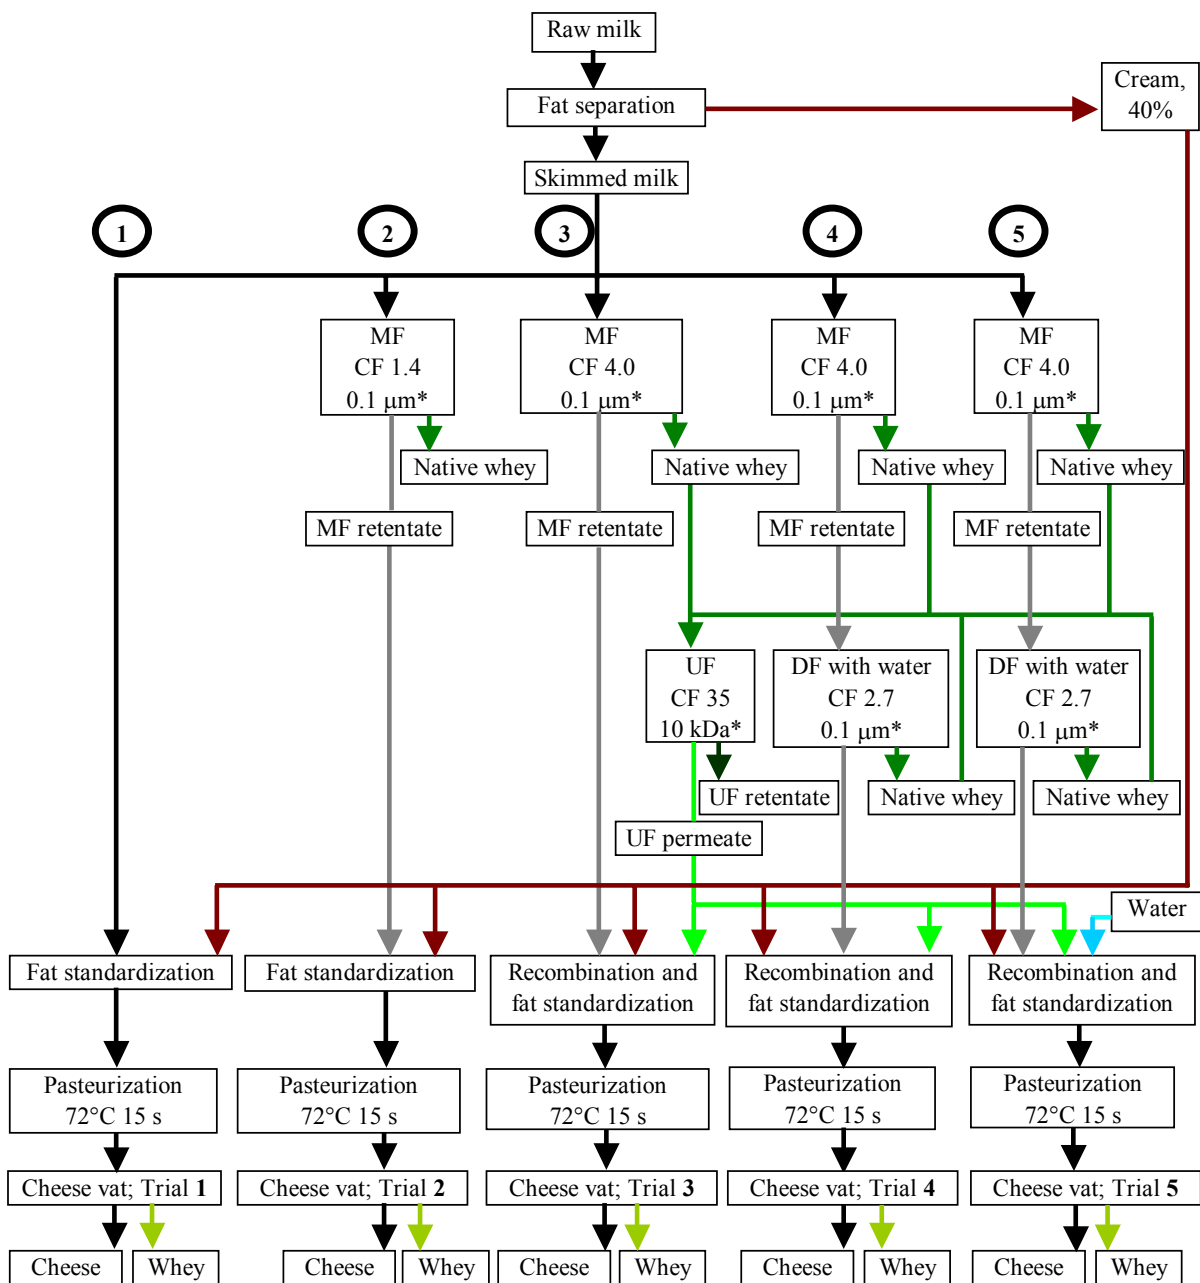 Raw milk
Fat separation
Cream,
40%
Skimmed milk
1
2
3
4
5
MF
CF 1.4
0.1 μm*
MF
CF 4.0
0.1 μm*
MF
CF 4.0
0.1 μm*
MF
CF 4.0
0.1 μm*
Native whey
Native whey
Native whey
Native whey
MF retentate
MF retentate
MF retentate
MF retentate
UF
CF 35
10 kDa*
DF with water
CF 2.7
0.1 μm*
DF with water
CF 2.7
0.1 μm*
UF retentate
Native whey
Native whey
UF permeate
Water
Fat standardization
Fat standardization
Recombination and
fat standardization
Recombination and
fat standardization
Recombination and
fat standardization
Pasteurization
72°C 15 s
Pasteurization
72°C 15 s
Pasteurization
72°C 15 s
Pasteurization
72°C 15 s
Pasteurization
72°C 15 s
Cheese vat; Trial 1
Cheese vat; Trial 2
Cheese vat; Trial 3
Cheese vat; Trial 4
Cheese vat; Trial 5
Cheese
Whey
Cheese
Whey
Cheese
Whey
Cheese
Whey
Cheese
Whey